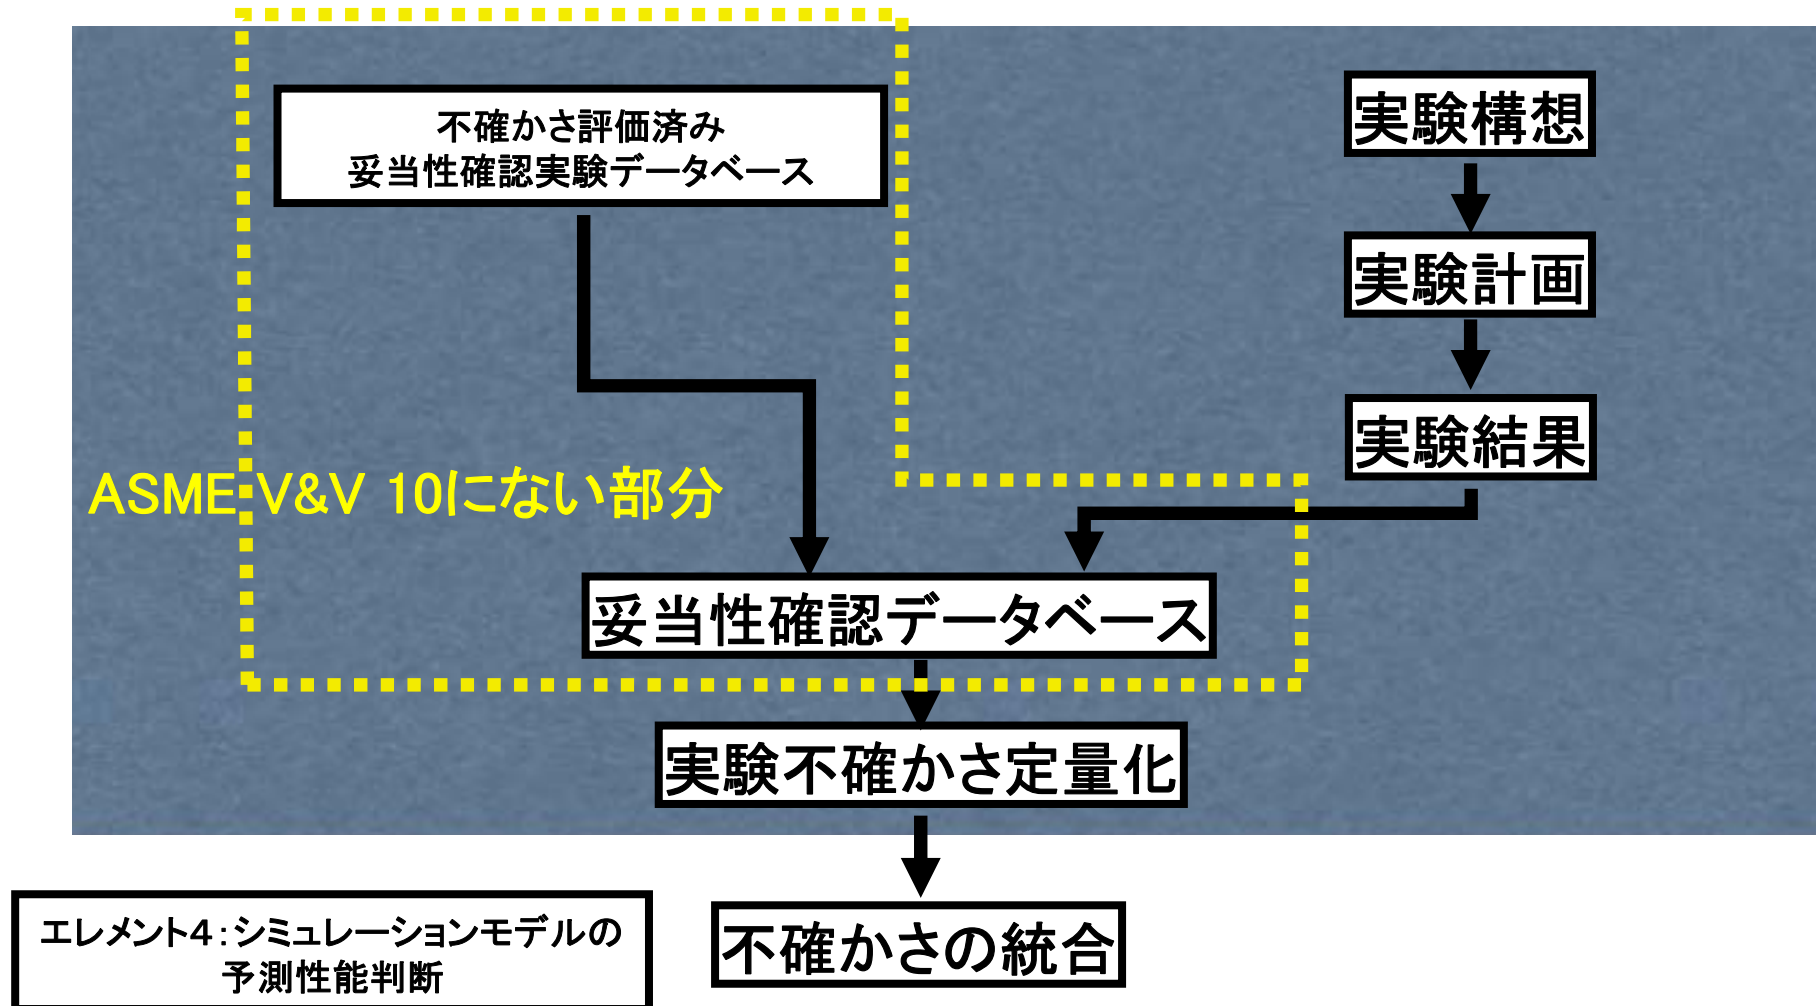 不確かさ評価済み
妥当性確認実験データベース
実験構想
実験計画
実験結果
ASME V&V 10にない部分
妥当性確認データベース
実験不確かさ定量化
不確かさの統合
エレメント4:シミュレーションモデルの
予測性能判断